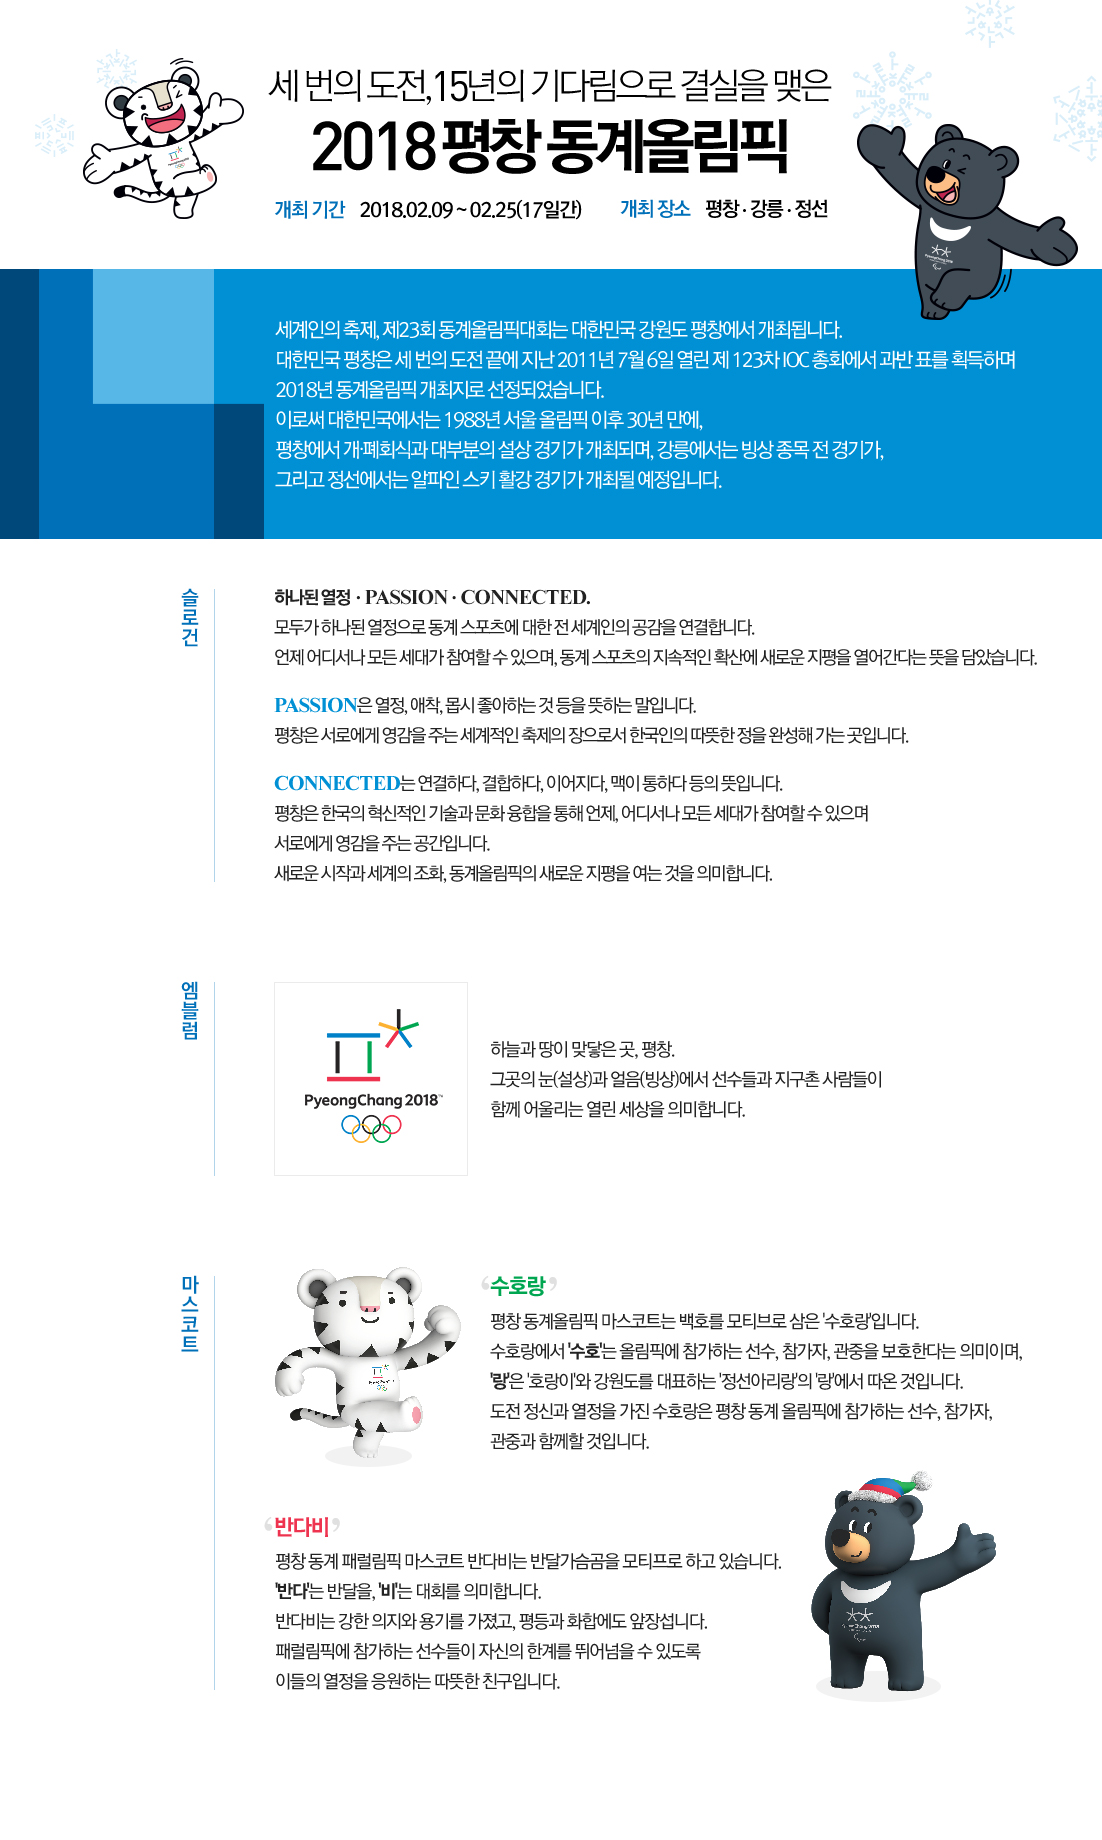 세 번의 도전, 15년의 기다림으로 결실을 맺은
2018 평창 동계올림픽
개최 기간 2018.02.09 ~ 02.25(17일간) 개최 장소 평창 · 강릉 · 정선
세계인의 축제, 제23회 동계올림픽대회는 대한민국 강원도 평창에서 개최됩니다.
대한민국 평창은 세 번의 도전 끝에 지난 2011년 7월 6일 열린 제 123차 IOC 총회에서 과반 표를 획득하며
2018년 동계올림픽 개최지로 선정되었습니다.
이로써 대한민국에서는 1988년 서울 올림픽 이후 30년 만에,
평창에서 개·폐회식과 대부분의 설상 경기가 개최되며, 강릉에서는 빙상 종목 전 경기가,
그리고 정선에서는 알파인 스키 활강 경기가 개최될 예정입니다.
슬로건
하나된 열정 · PASSION · CONNECTED.
모두가 하나된 열정으로 동계 스포츠에 대한 전 세계인의 공감을 연결합니다.
언제 어디서나 모든 세대가 참여할 수 있으며, 동계 스포츠의 지속적인 확산에 새로운 지평을 열어간다는 뜻을 담았습니다.
PASSION은 열정, 애착, 몹시 좋아하는 것 등을 뜻하는 말입니다.
평창은 서로에게 영감을 주는 세계적인 축제의 장으로서 한국인의 따뜻한 정을 완성해 가는 곳입니다.
CONNECTED는 연결하다, 결합하다, 이어지다, 맥이 통하다 등의 뜻입니다.
평창은 한국의 혁신적인 기술과 문화 융합을 통해 언제, 어디서나 모든 세대가 참여할 수 있으며
서로에게 영감을 주는 공간입니다.
새로운 시작과 세계의 조화, 동계올림픽의 새로운 지평을 여는 것을 의미합니다.
엠블럼
PyeongChang 2018™
하늘과 땅이 맞닿은 곳, 평창.
그곳의 눈(설상)과 얼음(빙상)에서 선수들과 지구촌 사람들이
함께 어울리는 열린 세상을 의미합니다.
마스코트
‘수호랑’
평창 동계올림픽 마스코트는 백호를 모티브로 삼은 '수호랑'입니다.
수호랑에서 '수호'는 올림픽에 참가하는 선수, 참가자, 관중을 보호한다는 의미이며,
'랑'은 '호랑이'와 강원도를 대표하는 '정선아리랑'의 '랑'에서 따온 것입니다.
도전 정신과 열정을 가진 수호랑은 평창 동계 올림픽에 참가하는 선수, 참가자,
관중과 함께할 것입니다.
‘반다비’
평창 동계 패럴림픽 마스코트 반다비는 반달가슴곰을 모티프로 하고 있습니다.
'반다'는 반달을, '비'는 대회를 의미합니다.
반다비는 강한 의지와 용기를 가졌고, 평등과 화합에도 앞장섭니다.
패럴림픽에 참가하는 선수들이 자신의 한계를 뛰어넘을 수 있도록
이들의 열정을 응원하는 따뜻한 친구입니다.